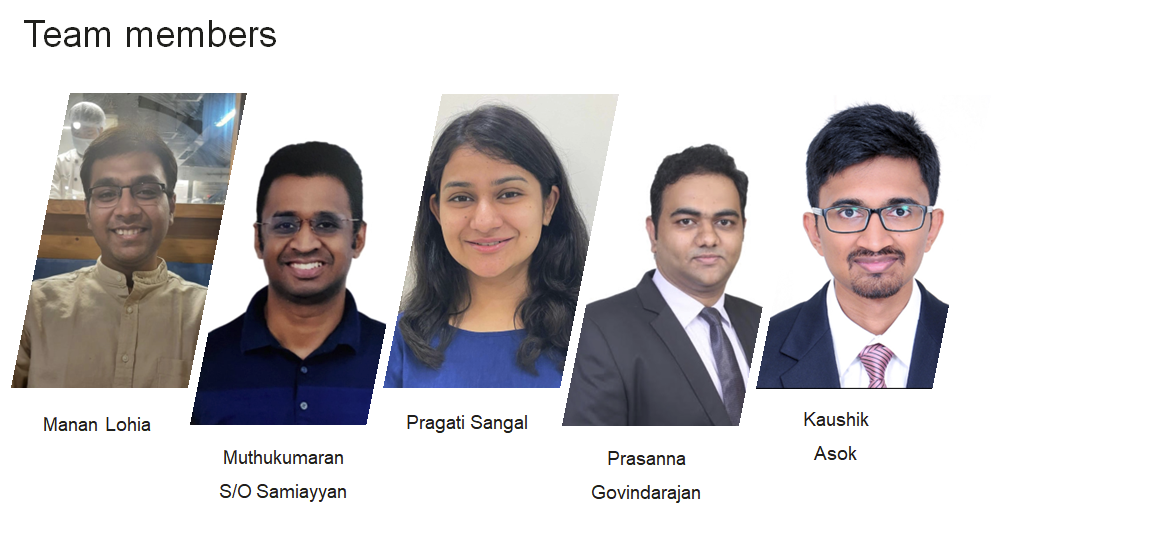 Team members
Manan Lohia
Muthukumaran
S/O Samiayyan
Pragati Sangal
Prasanna
Govindarajan
Kaushik
Asok